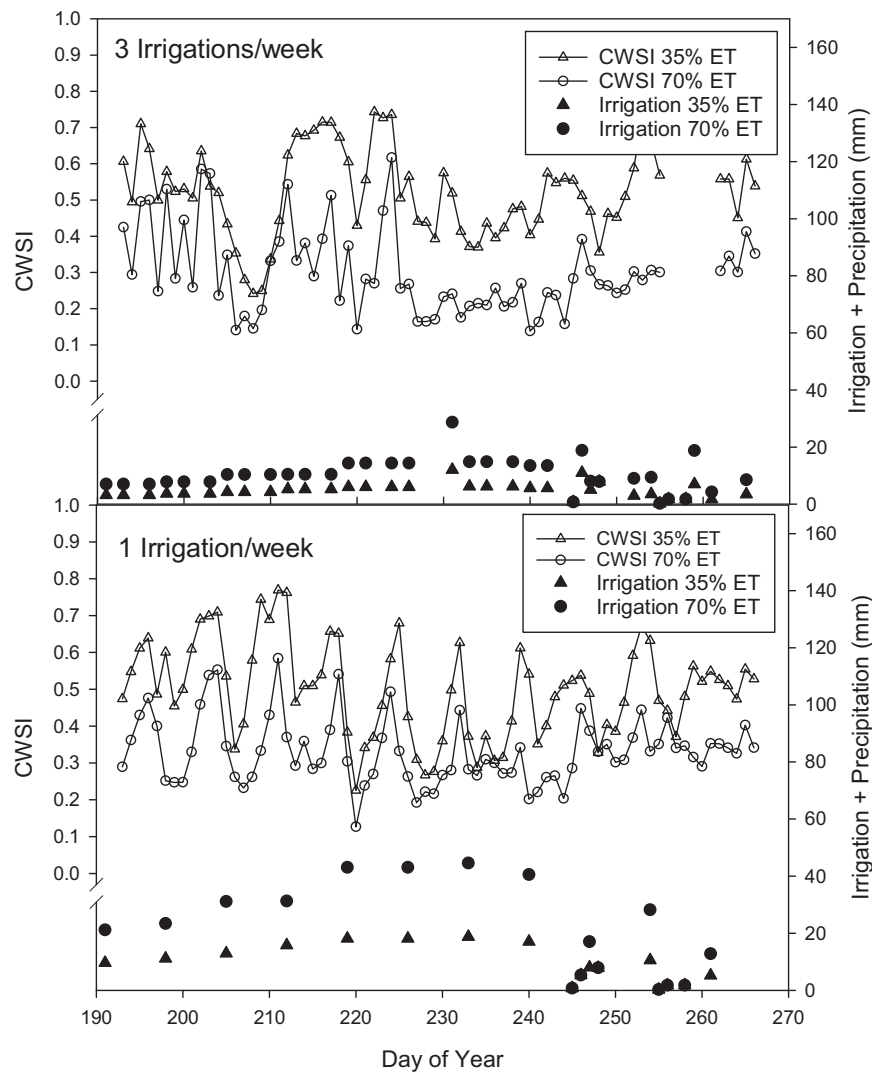 3 Irrigations/week
CWSI 35% ET
CWSI 70% ET
Irrigation 35% ET
Irrigation 70% ET
1.0
0.9
0.8
0.7
0.6
0.5
0.4
0.3
0.2
0.1
0.0
CWSI
160
140
120
100
80
60
40
20
0
Irrigation + Precipitation (mm)
1 Irrigation/week
CWSI 35% ET
CWSI 70% ET
Irrigation 35% ET
Irrigation 70% ET
1.0
0.9
0.8
0.7
0.6
0.5
0.4
0.3
0.2
0.1
0.0
CWSI
160
140
120
100
80
60
40
20
0
Irrigation + Precipitation (mm)
190 200 210 220 230 240 250 260 270
Day of Year